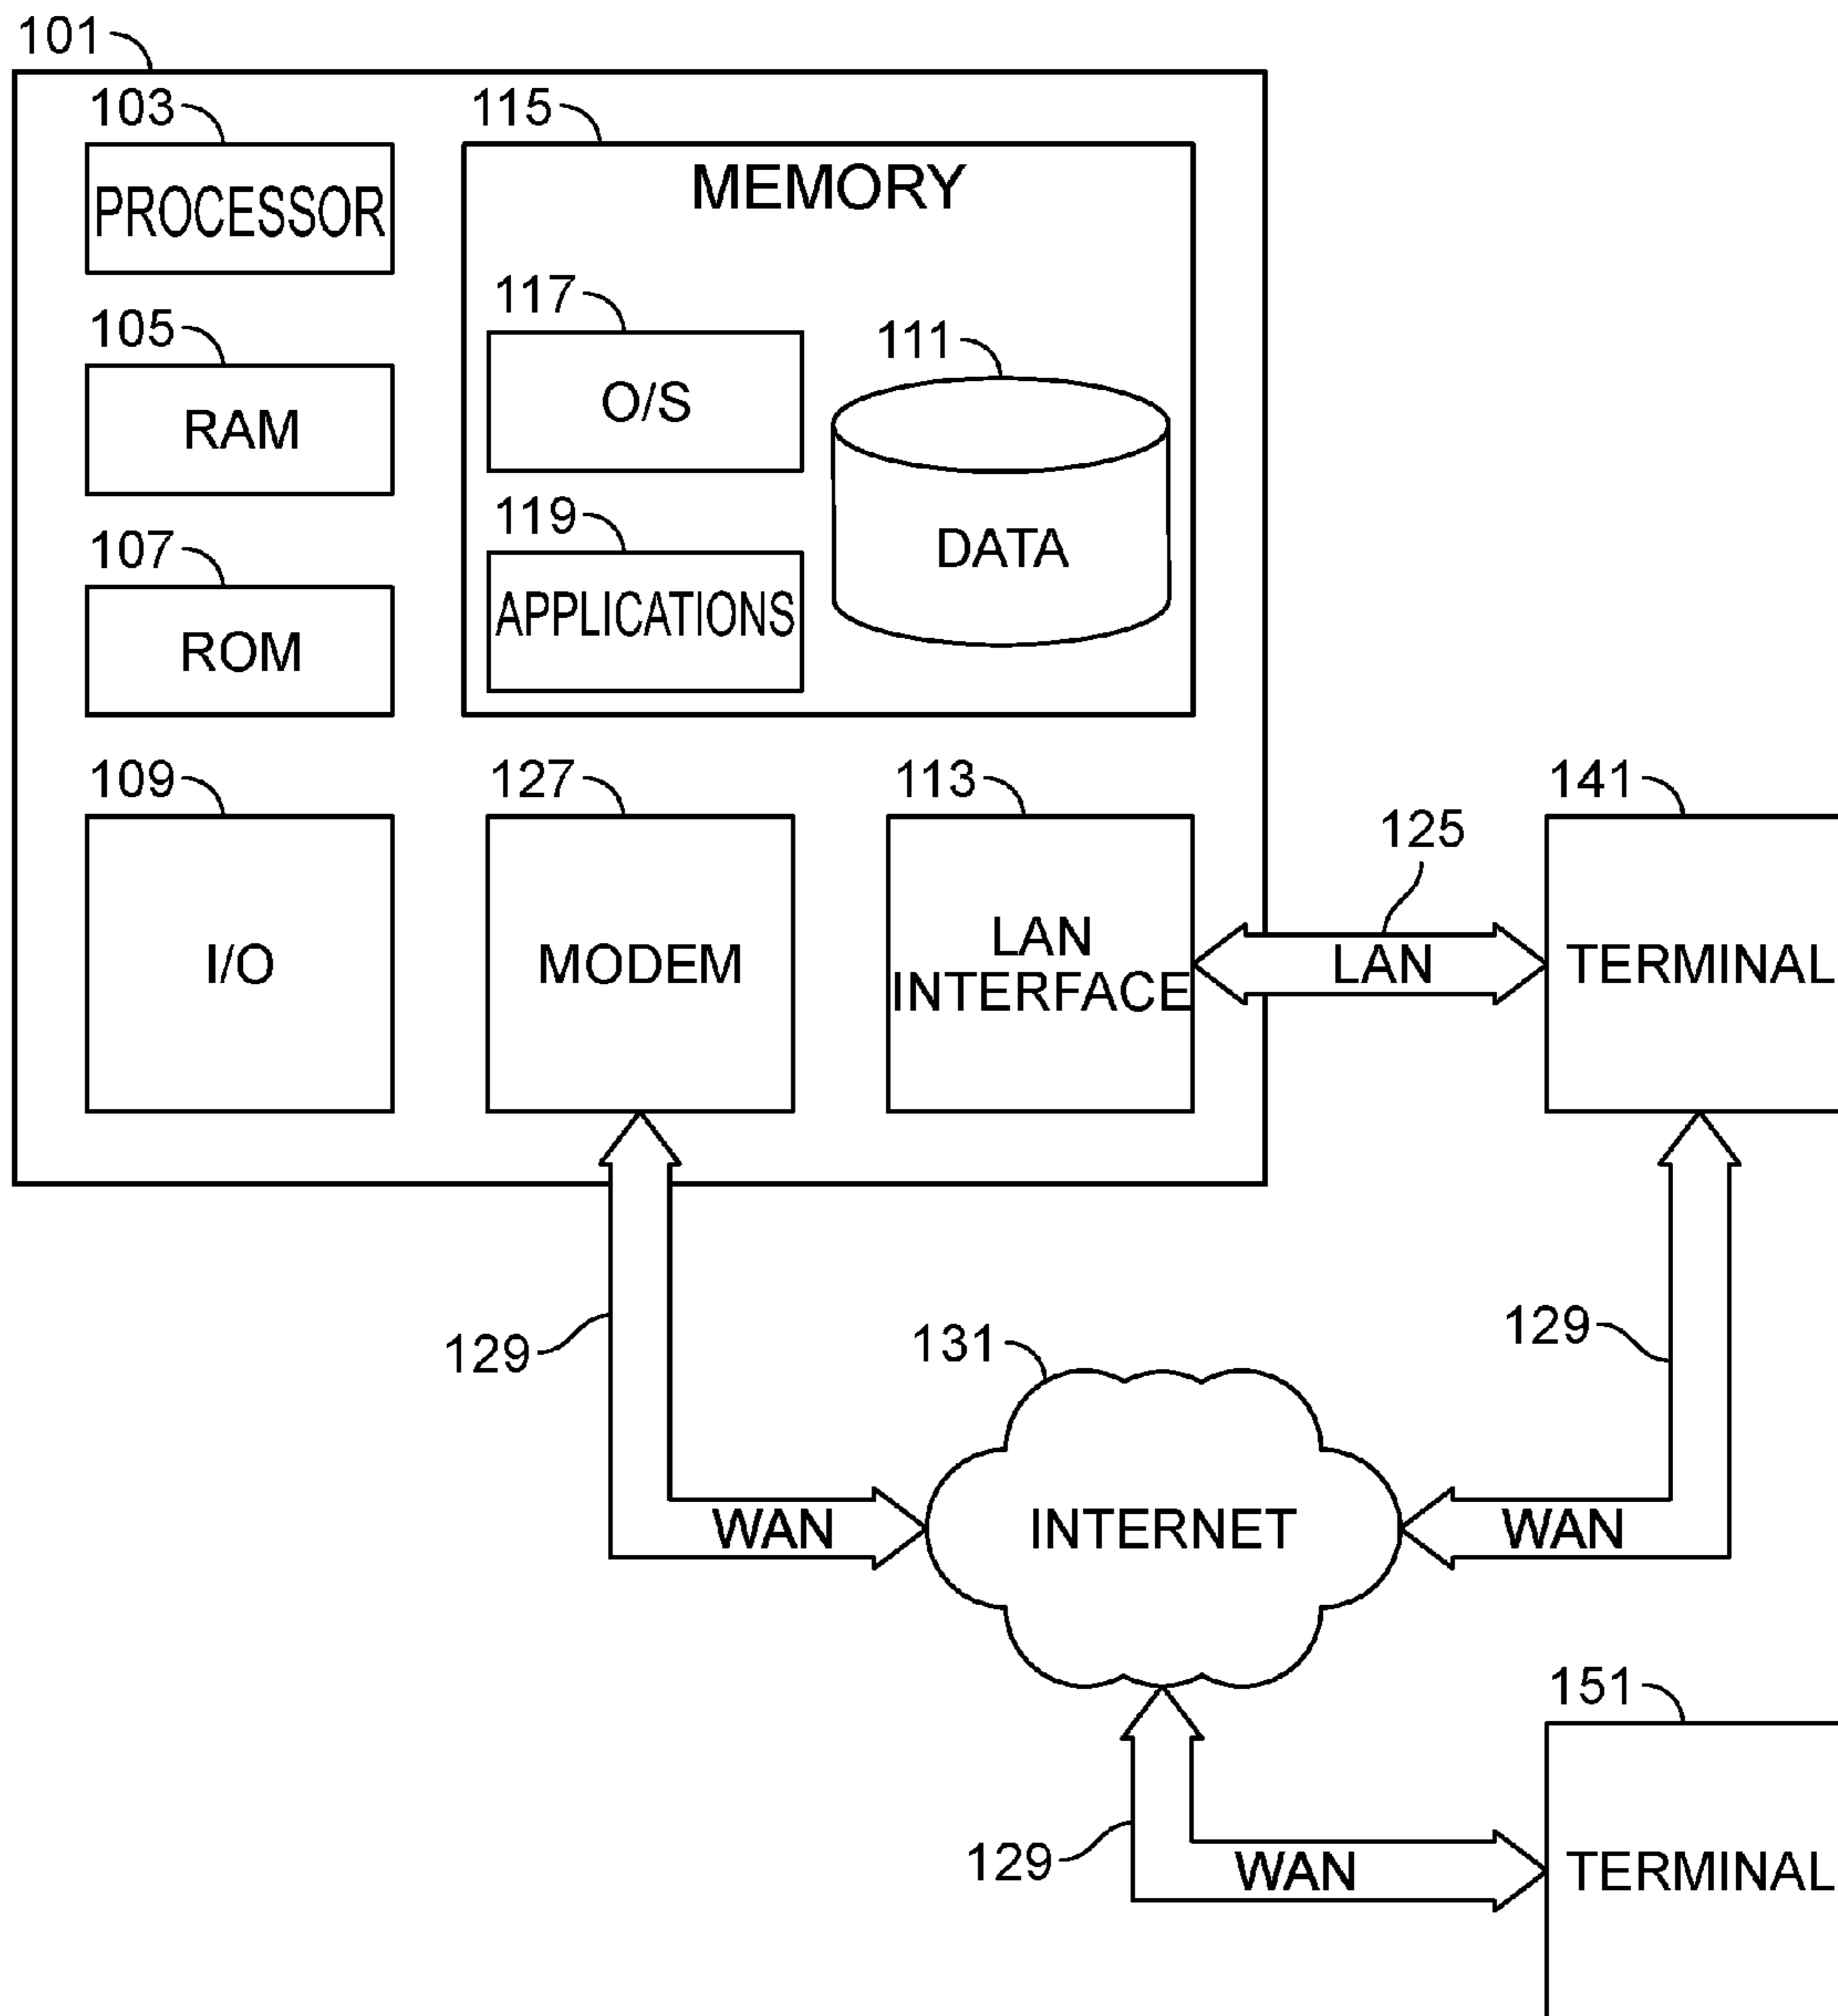 101
103
PROCESSOR
115
MEMORY
105
RAM
117
O/S
111
DATA
107
ROM
119
APPLICATIONS
109
I/O
127
MODEM
113
LAN
INTERFACE
125
LAN
141
TERMINAL
129
WAN
131
INTERNET
129
WAN
129
WAN
151
TERMINAL